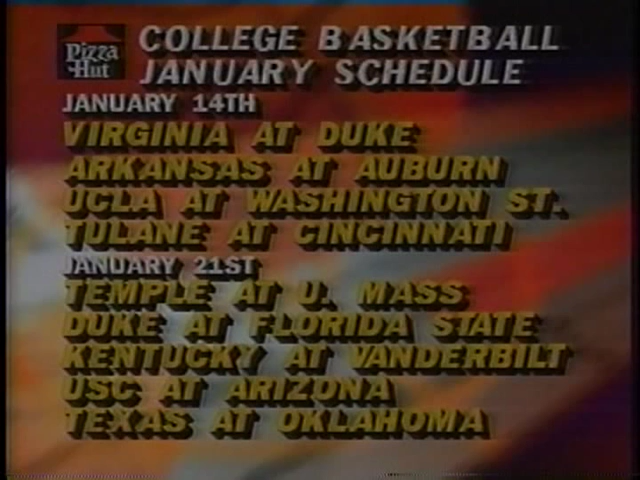 Pizza Hut
COLLEGE BASKETBALL
JANUARY SCHEDULE
JANUARY 14TH
VIRGINIA AT DUKE
ARKANSAS AT AUBURN
UCLA AT WASHINGTON ST.
TULANE AT CINCINNATI
JANUARY 21ST
TEMPLE AT U. MASS
DUKE AT FLORIDA STATE
KENTUCKY AT VANDERBILT
USC AT ARIZONA
TEXAS AT OKLAHOMA